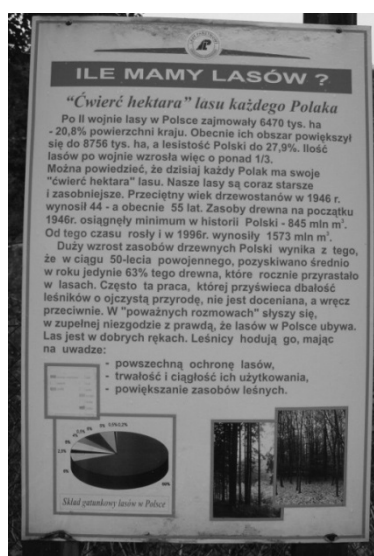 ILE MAMY LASÓW ?
"Ćwierć hektara" lasu każdego Polaka
Po II wojnie lasy w Polsce zajmowały 6470 tys. ha
- 20,8% powierzchni kraju. Obecnie ich obszar powiększył
się do 8756 tys. ha, a lesistość Polski do 27,9%. Ilość
lasów po wojnie wzrosła więc o ponad 1/3.
Można powiedzieć, że dzisiaj każdy Polak ma swoje
"ćwierć hektara" lasu. Nasze lasy są coraz starsze
i zasobniejsze. Przeciętny wiek drzewostanów w 1946 r.
wynosił 44 - a obecnie 55 lat. Zasoby drewna na początku
1946r. osiągnęły minimum w historii Polski - 845 mln m³.
Od tego czasu rosły i w 1996r. wynosiły 1573 mln m³.
Duży wzrost zasobów drzewnych Polski wynika z tego,
że w ciągu 50-lecia powojennego, pozyskiwano średnio
w roku jedynie 63% tego drewna, które rocznie przyrastało
w lasach. Często ta praca, której przyświeca dbałość
leśników o ojczystą przyrodę, nie jest doceniana, a wręcz
przeciwnie. W "poważnych rozmowach" słyszy się,
w zupełnej niezgodzie z prawdą, że lasów w Polsce ubywa.
Las jest w dobrych rękach. Leśnicy hodują go, mając
na uwadze:
- powszechną ochronę lasów,
- trwałość i ciągłość ich użytkowania,
- powiększanie zasobów leśnych.
Skład gatunkowy lasów w Polsce